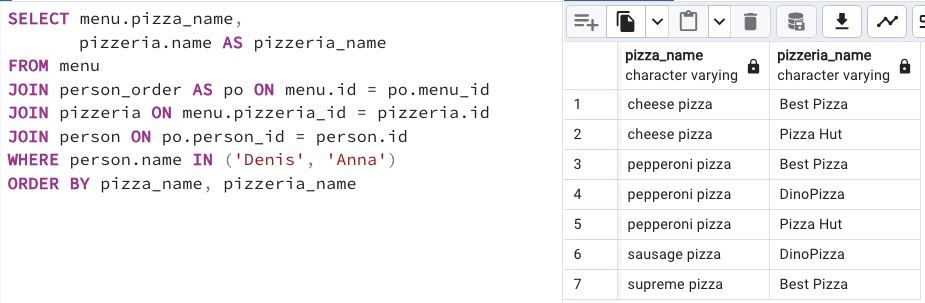 SELECT menu.pizza_name,
pizzeria.name AS pizzeria_name
FROM menu
JOIN person_order AS po ON menu.id = po.menu_id
JOIN pizzeria ON menu.pizzeria_id = pizzeria.id
JOIN person ON po.person_id = person.id
WHERE person.name IN ('Denis', 'Anna')
ORDER BY pizza_name, pizzeria_name
pizza_name pizzeria_name
character varying character varying
1 cheese pizza Best Pizza
2 cheese pizza Pizza Hut
3 pepperoni pizza Best Pizza
4 pepperoni pizza DinoPizza
5 pepperoni pizza Pizza Hut
6 sausage pizza DinoPizza
7 supreme pizza Best Pizza